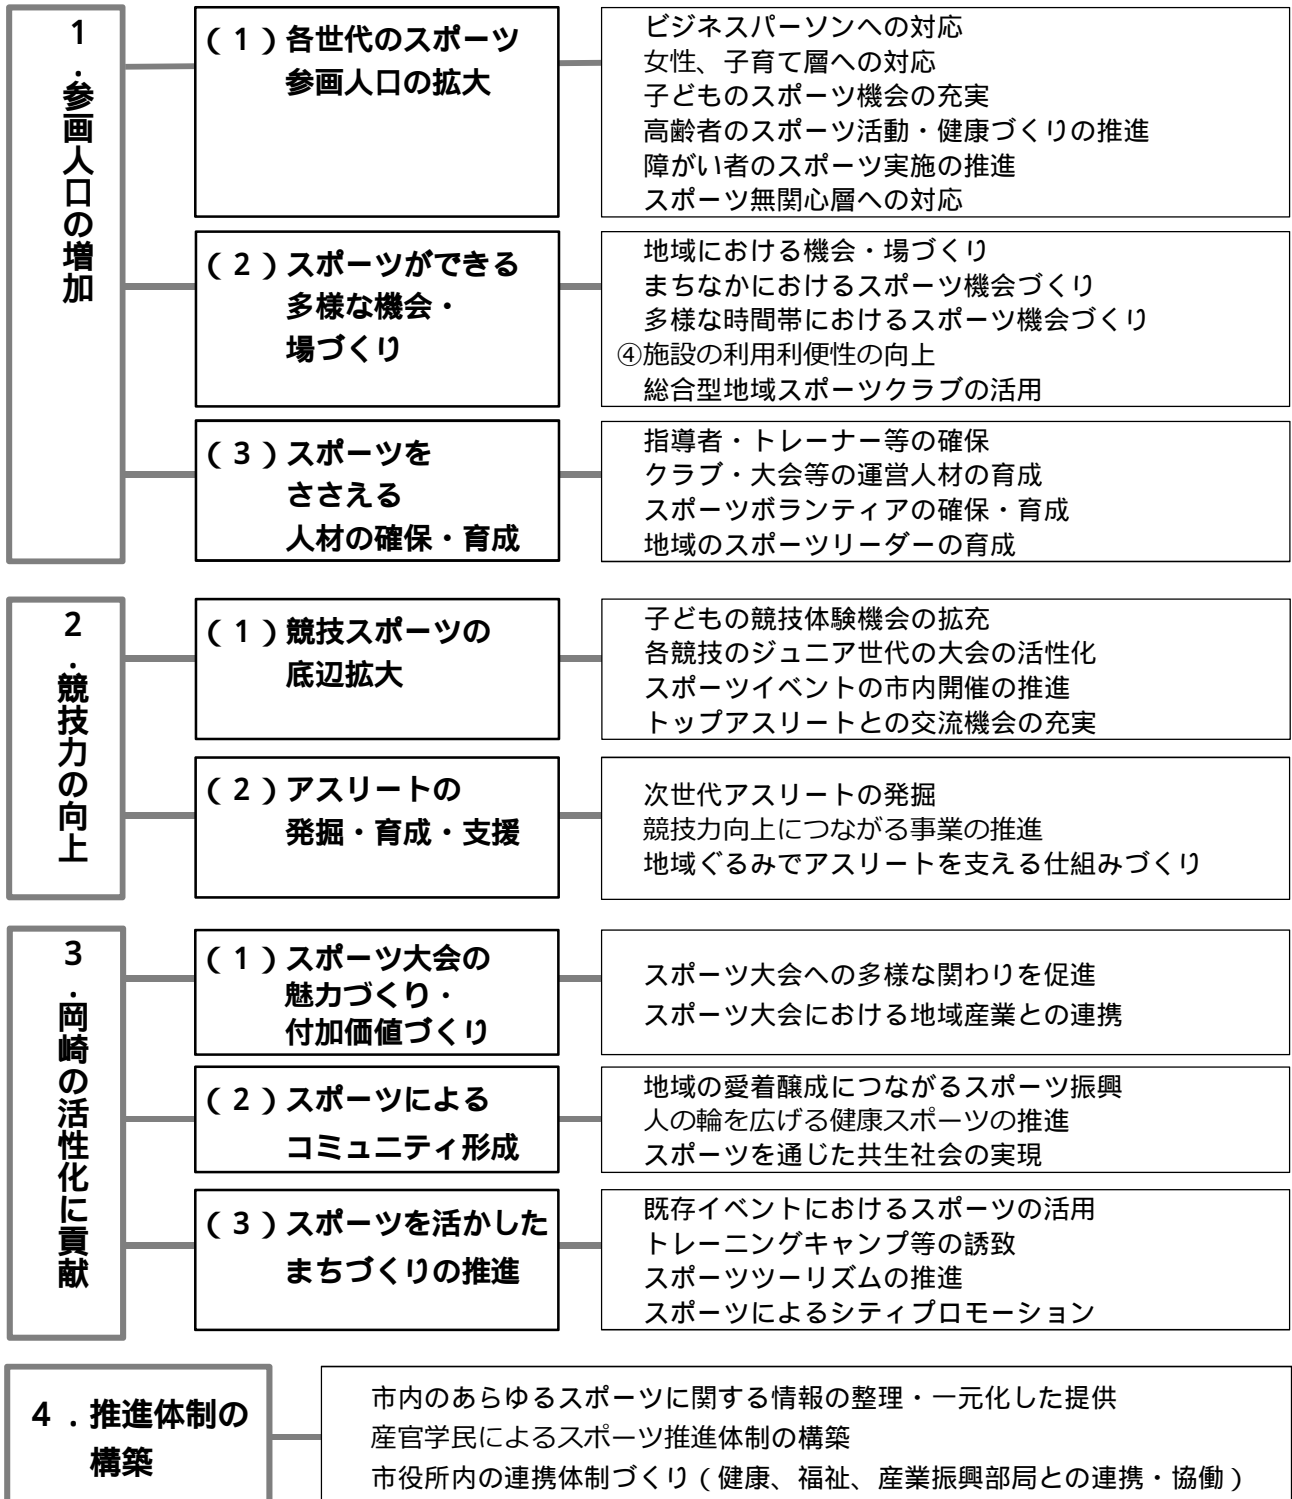 1．参画人口の増加
（1）各世代のスポーツ
参画人口の拡大
ビジネスパーソンへの対応
女性、子育て層への対応
子どものスポーツ機会の充実
高齢者のスポーツ活動・健康づくりの推進
障がい者のスポーツ実施の推進
スポーツ無関心層への対応
（2）スポーツができる
多様な機会・
場づくり
地域における機会・場づくり
まちなかにおけるスポーツ機会づくり
多様な時間帯におけるスポーツ機会づくり
④施設の利用利便性の向上
総合型地域スポーツクラブの活用
（3）スポーツを
ささえる
人材の確保・育成
指導者・トレーナー等の確保
クラブ・大会等の運営人材の育成
スポーツボランティアの確保・育成
地域のスポーツリーダーの育成
2．競技力の向上
（1）競技スポーツの
底辺拡大
子どもの競技体験機会の拡充
各競技のジュニア世代の大会の活性化
スポーツイベントの市内開催の推進
トップアスリートとの交流機会の充実
（2）アスリートの
発掘・育成・支援
次世代アスリートの発掘
競技力向上につながる事業の推進
地域ぐるみでアスリートを支える仕組みづくり
3．岡崎の活性化に貢献
（1）スポーツ大会の
魅力づくり・
付加価値づくり
スポーツ大会への多様な関わりを促進
スポーツ大会における地域産業との連携
（2）スポーツによる
コミュニティ形成
地域の愛着醸成につながるスポーツ振興
人の輪を広げる健康スポーツの推進
スポーツを通じた共生社会の実現
（3）スポーツを活かした
まちづくりの推進
既存イベントにおけるスポーツの活用
トレーニングキャンプ等の誘致
スポーツツーリズムの推進
スポーツによるシティプロモーション
4．推進体制の
構築
市内のあらゆるスポーツに関する情報の整理・一元化した提供
産官学民によるスポーツ推進体制の構築
市役所内の連携体制づくり（健康、福祉、産業振興部局との連携・協働）